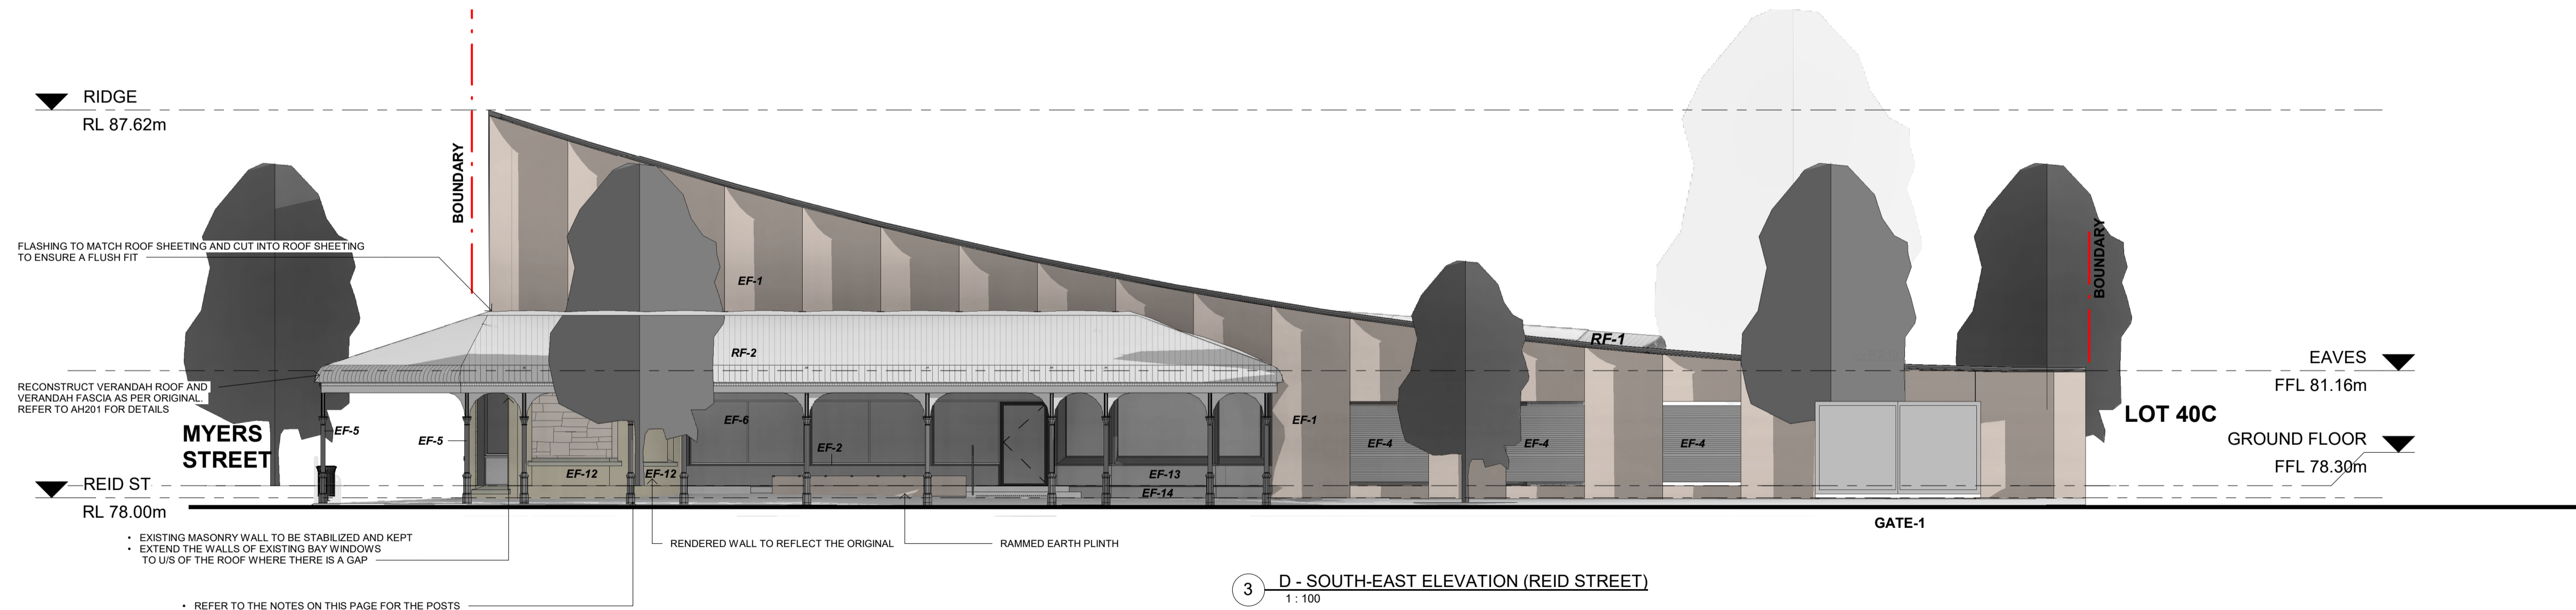 RIDGE
RL 87.62m
BOUNDARY
FLASHING TO MATCH ROOF SHEETING AND CUT INTO ROOF SHEETING
TO ENSURE A FLUSH FIT
EF-1
RF-2
RF-1
BOUNDARY
EAVES
FFL 81.16m
RECONSTRUCT VERANDAH ROOF AND
VERANDAH FASCIA AS PER ORIGINAL.
REFER TO AH201 FOR DETAILS
MYERS
STREET
EF-5
EF-5
EF-12
EF-12
EF-6
EF-2
EF-13
EF-14
EF-1
EF-4
EF-4
EF-4
LOT 40C
GROUND FLOOR
FFL 78.30m
REID ST
RL 78.00m
GATE-1
• EXISTING MASONRY WALL TO BE STABILIZED AND KEPT
• EXTEND THE WALLS OF EXISTING BAY WINDOWS
TO U/S OF THE ROOF WHERE THERE IS A GAP
RENDERED WALL TO REFLECT THE ORIGINAL
RAMMED EARTH PLINTH
• REFER TO THE NOTES ON THIS PAGE FOR THE POSTS
3 D - SOUTH-EAST ELEVATION (REID STREET)
1 : 100